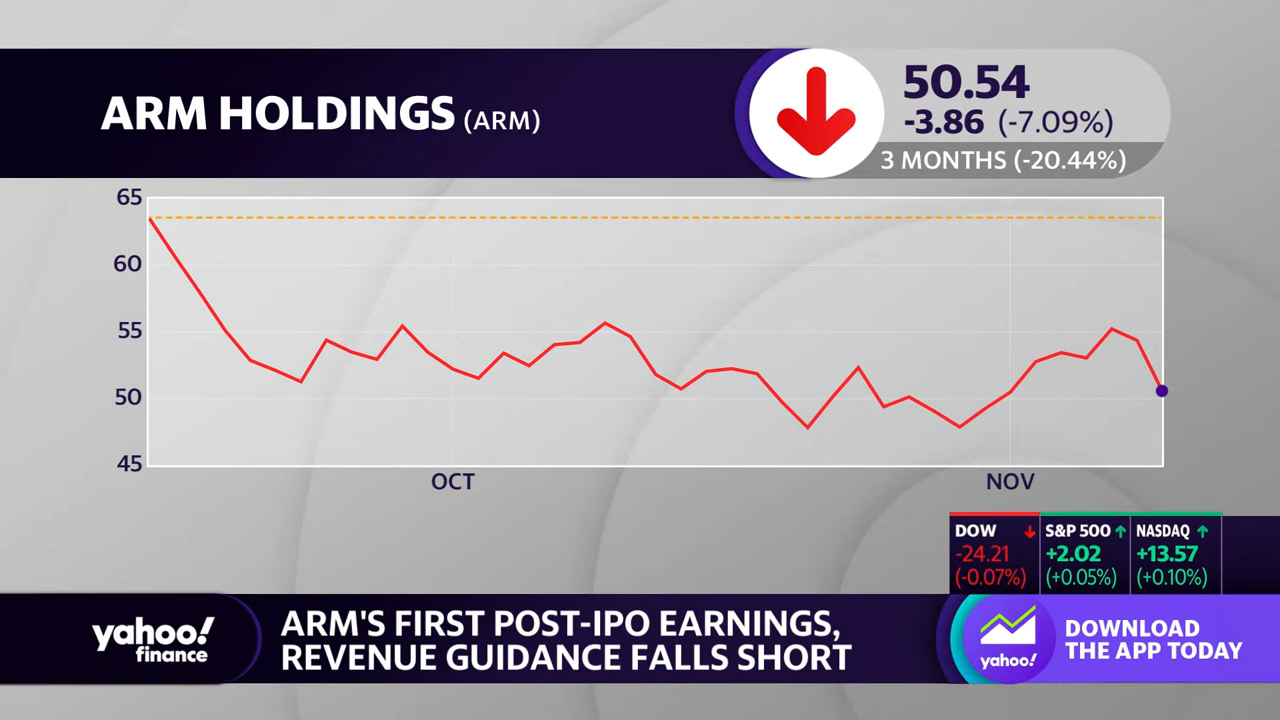 ARM HOLDINGS (ARM)
50.54
-3.86 (-7.09%)
3 MONTHS (-20.44%)
65
60
55
50
45
OCT
NOV
DOW
-24.21
(-0.07%)
S&P 500
+2.02
(+0.05%)
NASDAQ
+13.57
(+0.10%)
yahoo!
finance
ARM'S FIRST POST-IPO EARNINGS,
REVENUE GUIDANCE FALLS SHORT
yahoo!
DOWNLOAD
THE APP TODAY